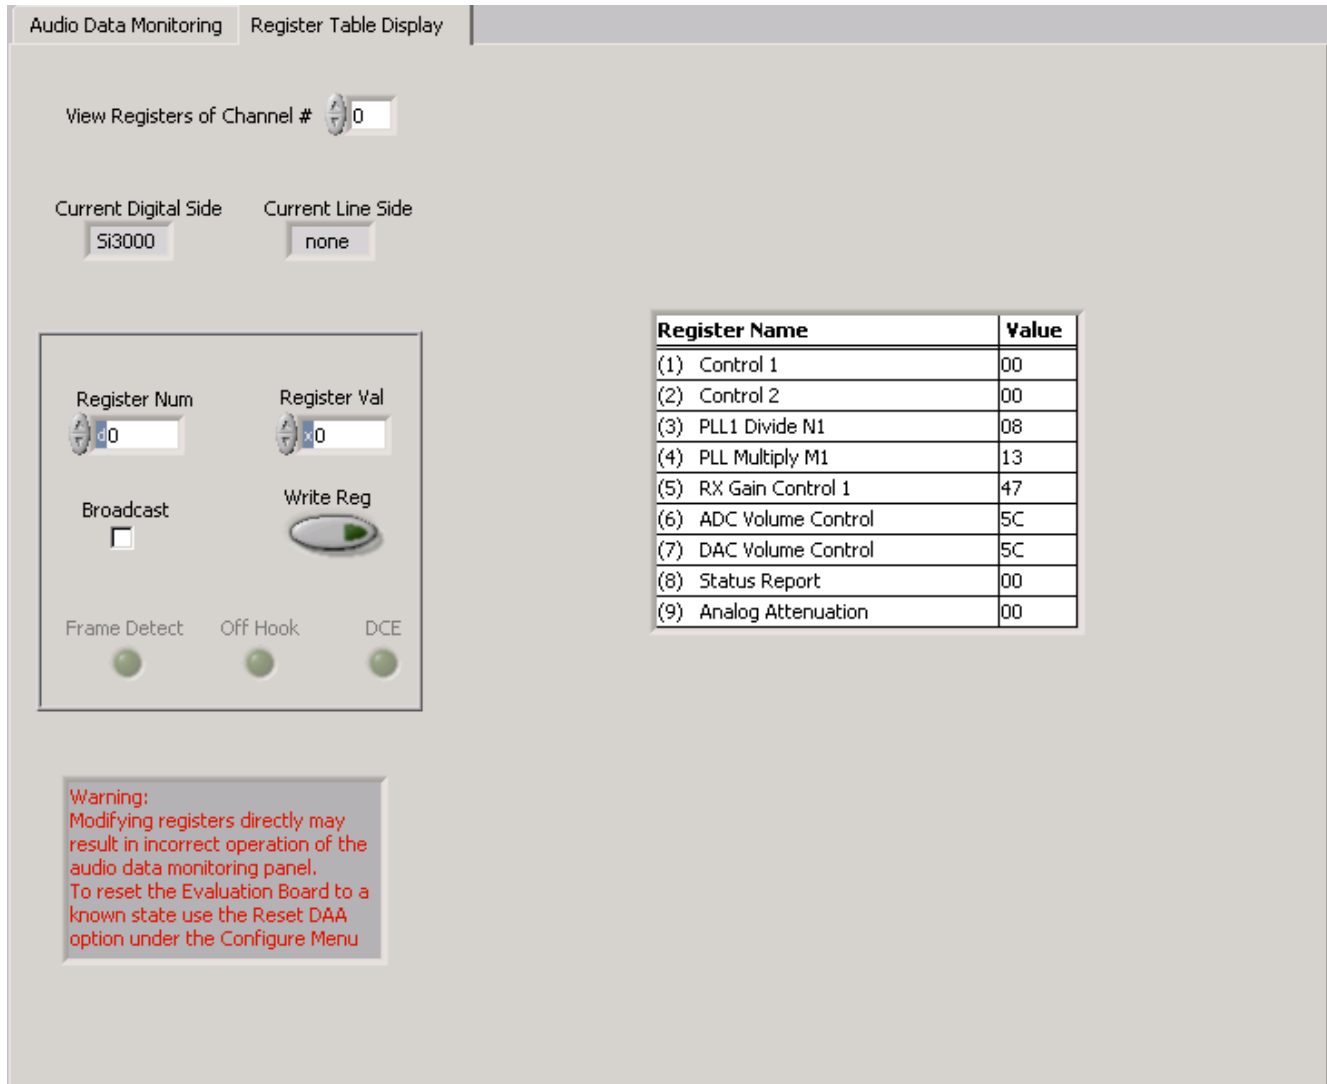 Audio Data Monitoring Register Table Display
View Registers of Channel # 0
Current Digital Side Current Line Side
Si3000 none
Register Num Register Val
d0 x0
Broadcast Write Reg
Frame Detect Off Hook DCE
Register Name Value
(1) Control 1 00
(2) Control 2 00
(3) PLL1 Divide N1 08
(4) PLL Multiply M1 13
(5) RX Gain Control 1 47
(6) ADC Volume Control 5C
(7) DAC Volume Control 5C
(8) Status Report 00
(9) Analog Attenuation 00
Warning:
Modifying registers directly may
result in incorrect operation of the
audio data monitoring panel.
To reset the Evaluation Board to a
known state use the Reset DAA
option under the Configure Menu